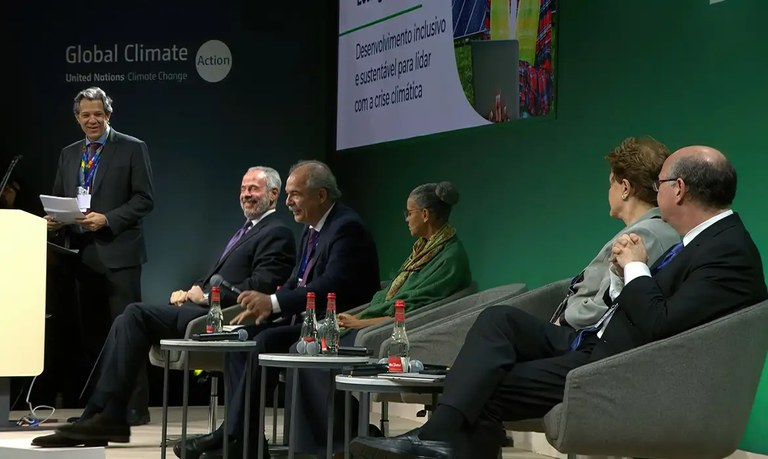 Global Climate
Action
United Nations Climate Change
Desenvolvimento inclusivo
e sustentável para lidar
com a crise climática